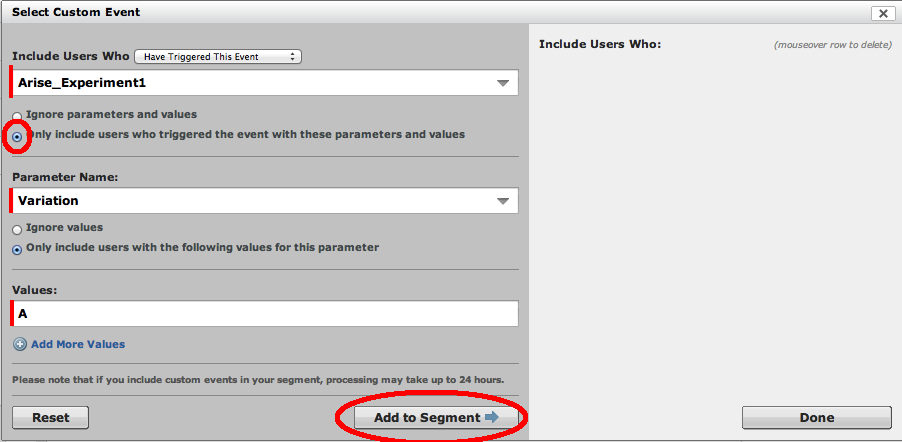 Select Custom Event
Include Users Who Have Triggered This Event
Arise_Experiment1
Ignore parameters and values
Only include users who triggered the event with these parameters and values
Parameter Name:
Variation
Ignore values
Only include users with the following values for this parameter
Values:
A
Add More Values
Please note that if you include custom events in your segment, processing may take up to 24 hours.
Reset
Add to Segment
Include Users Who:
(mouseover row to delete)
Done